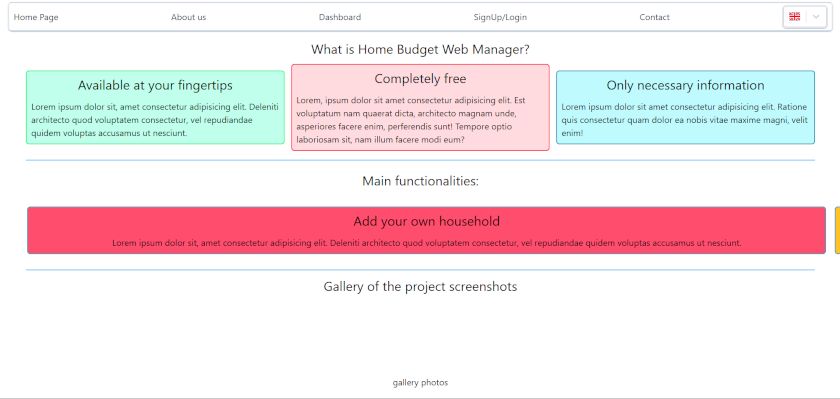 Home Page About us Dashboard SignUp/Login Contact
What is Home Budget Web Manager?
Available at your fingertips
Lorem ipsum dolor sit, amet consectetur adipisicing elit. Deleniti
architecto quod voluptatem consectetur, vel repudiandae
quidem voluptas accusamus ut nesciunt.
Completely free
Lorem, ipsum dolor sit amet consectetur adipisicing elit. Est
voluptatum nam quaerat dicta, architecto magnam unde,
asperiores facere enim, perferendis sunt! Tempore optio
laboriosam sit, nam illum facere modi eum?
Only necessary information
Lorem ipsum dolor sit amet consectetur adipisicing elit. Ratione
quis consectetur quam dolor ea nobis vitae maxime magni, velit
enim!
Main functionalities:
Add your own household
Lorem ipsum dolor sit, amet consectetur adipisicing elit. Deleniti architecto quod voluptatem consectetur, vel repudiandae quidem voluptas accusamus ut nesciunt.
Gallery of the project screenshots
gallery photos